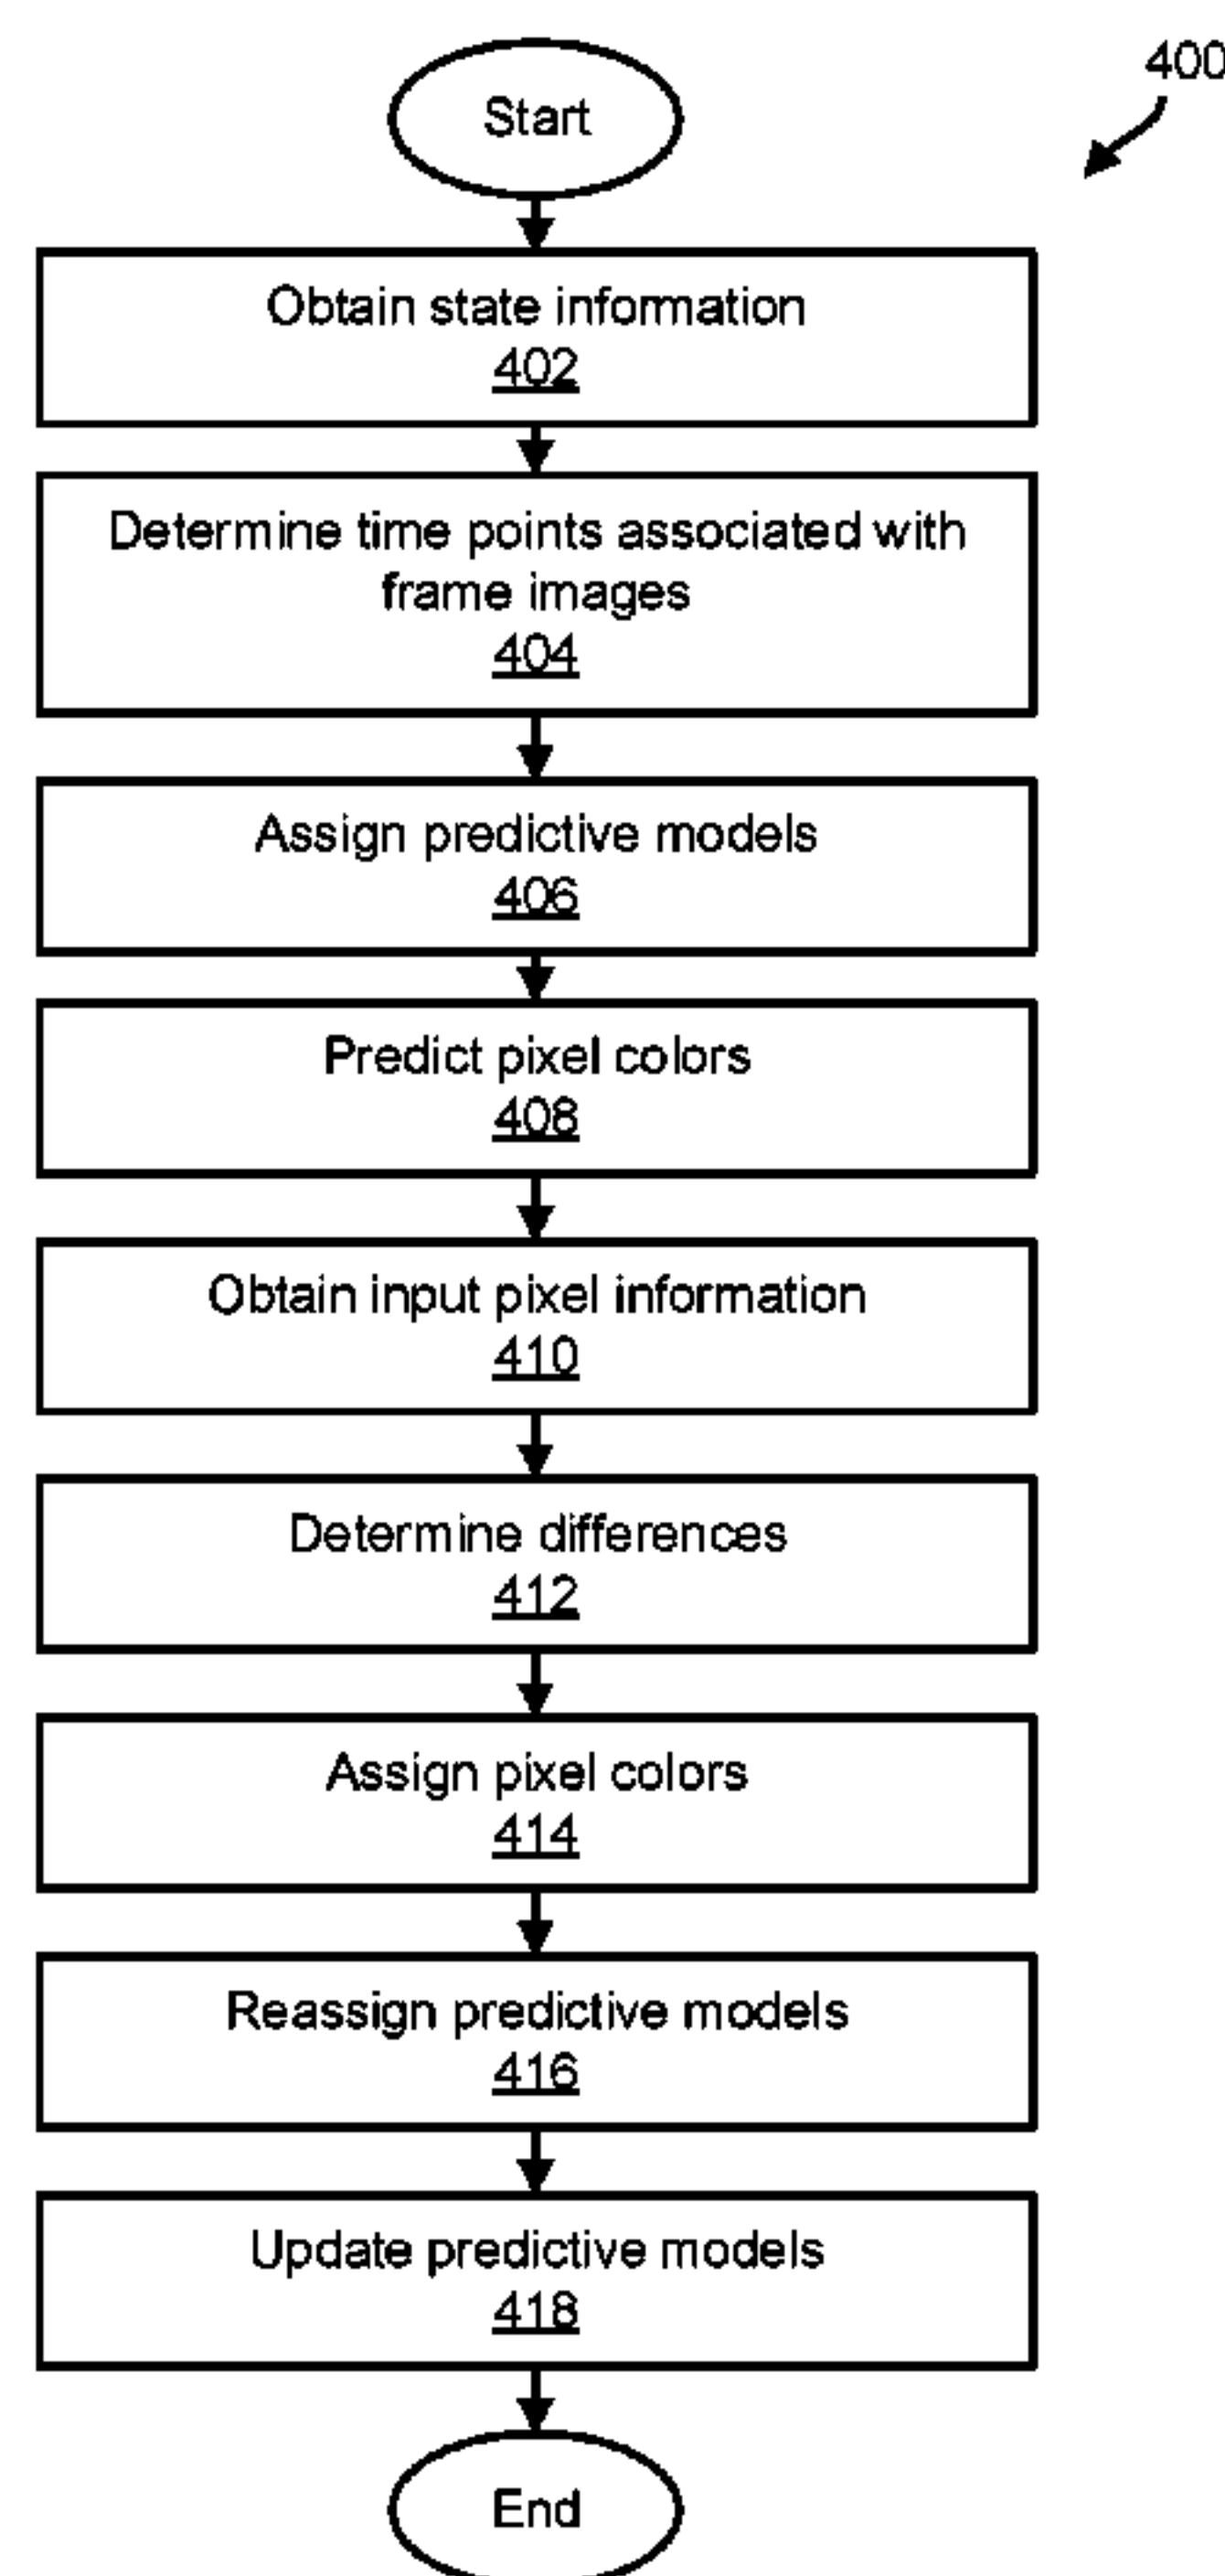 400
Start
Obtain state information
402
Determine time points associated with
frame images
404
Assign predictive models
406
Predict pixel colors
408
Obtain input pixel information
410
Determine differences
412
Assign pixel colors
414
Reassign predictive models
416
Update predictive models
418
End